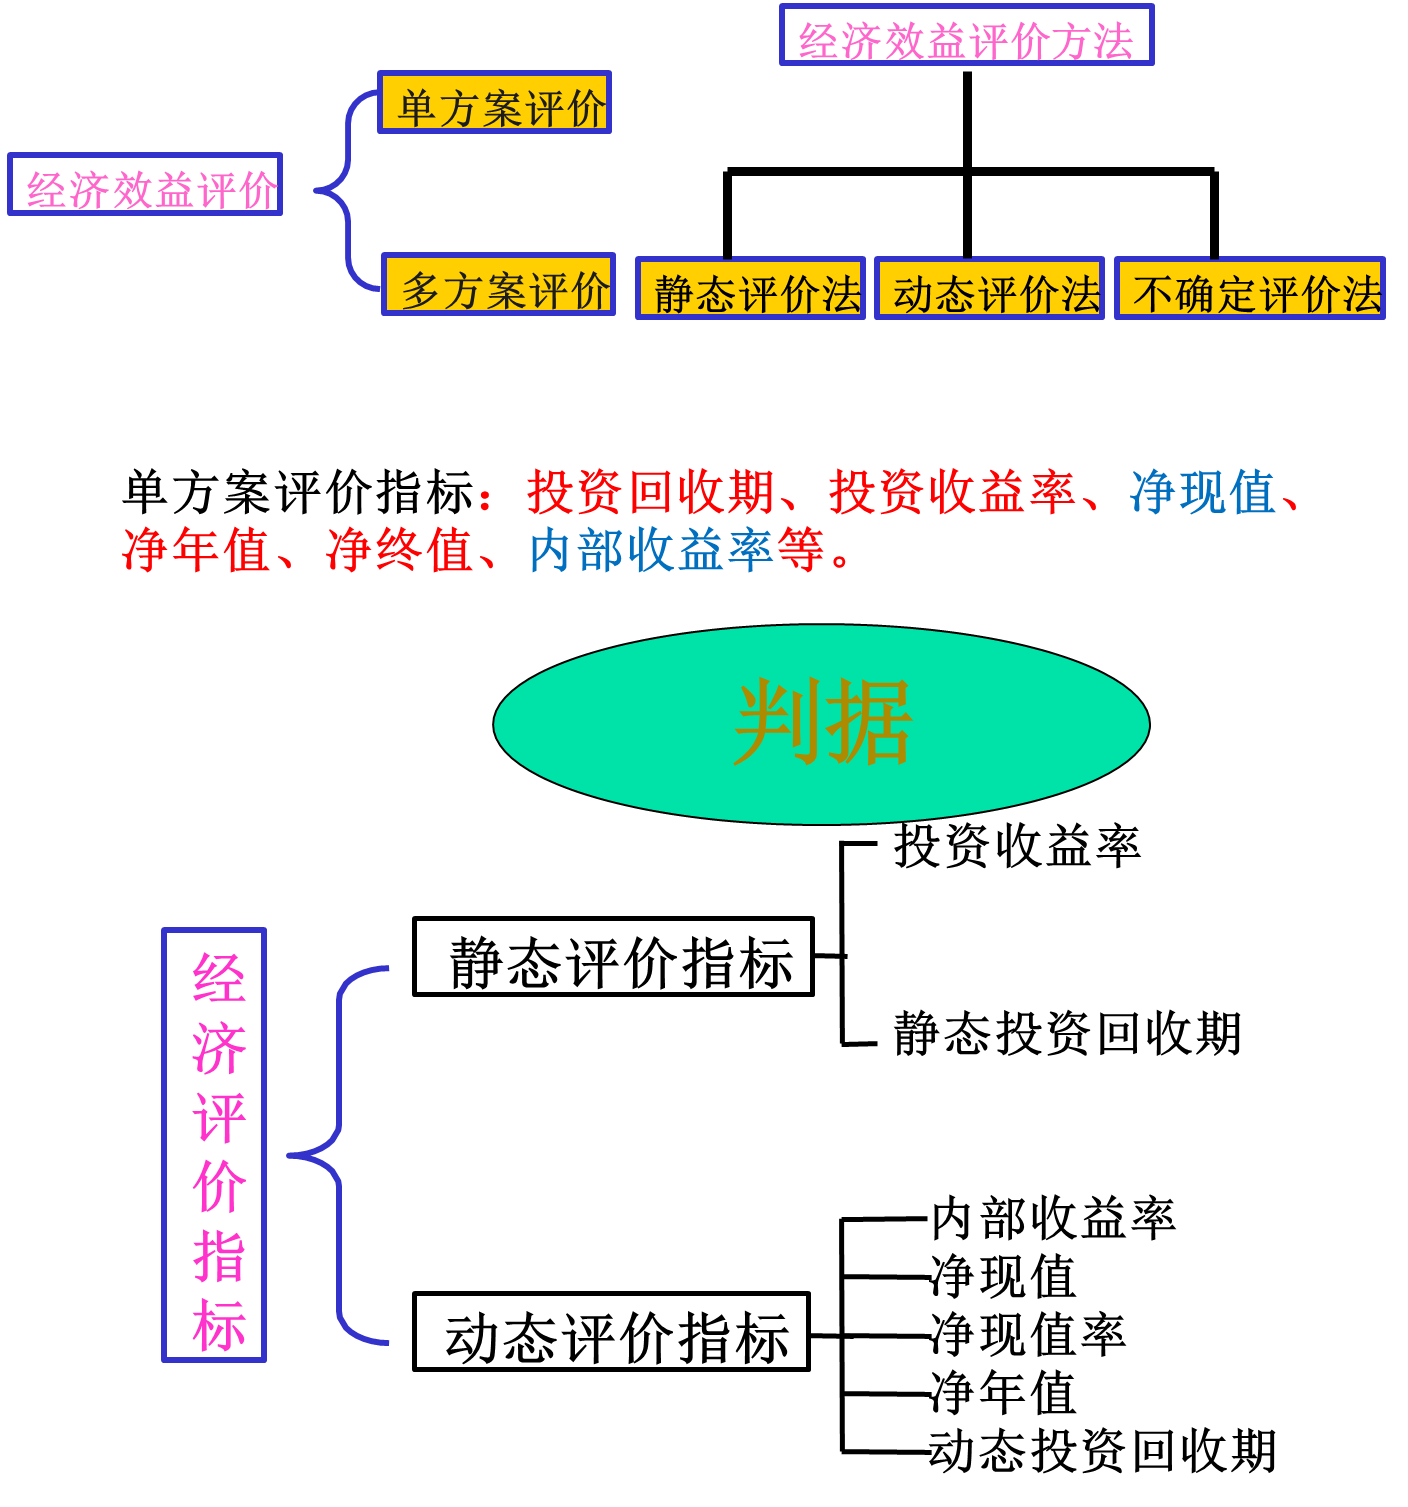 经济效益评价方法
单方案评价
经济效益评价
多方案评价
静态评价法
动态评价法
不确定评价法
单方案评价指标：投资回收期、投资收益率、净现值、
净年值、净终值、内部收益率等。
判据
投资收益率
静态评价指标
静态投资回收期
经济评价指标
内部收益率
净现值
净现值率
动态评价指标
净年值
动态投资回收期